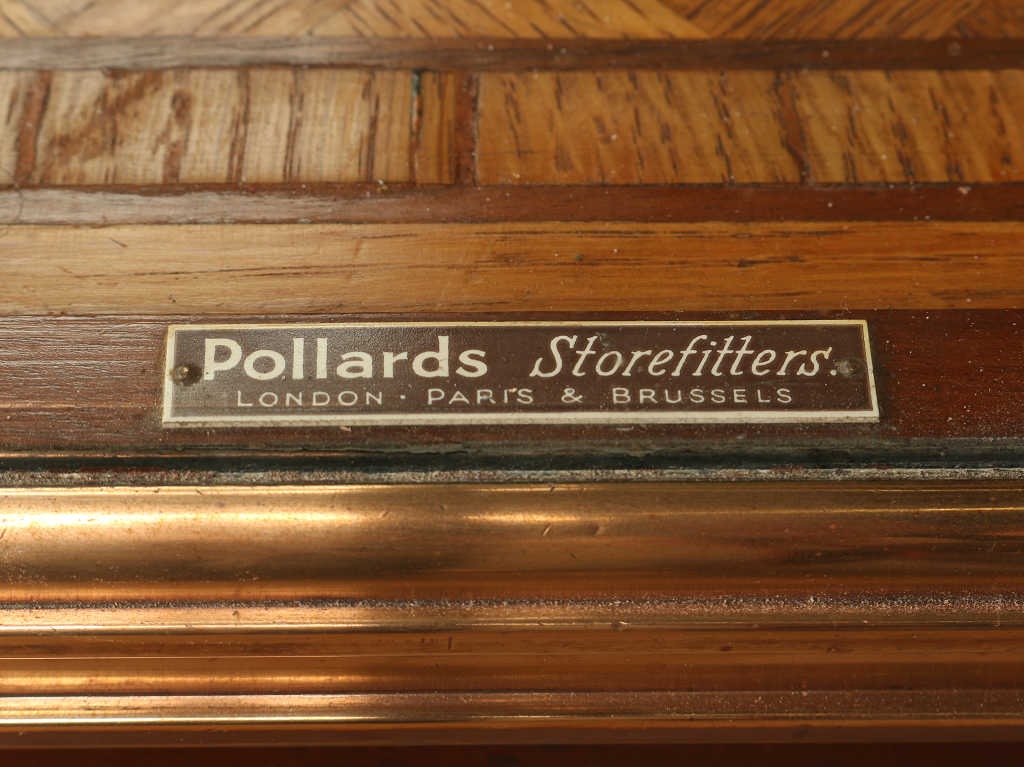 Pollards Storefitters.
LONDON · PARIS & BRUSSELS